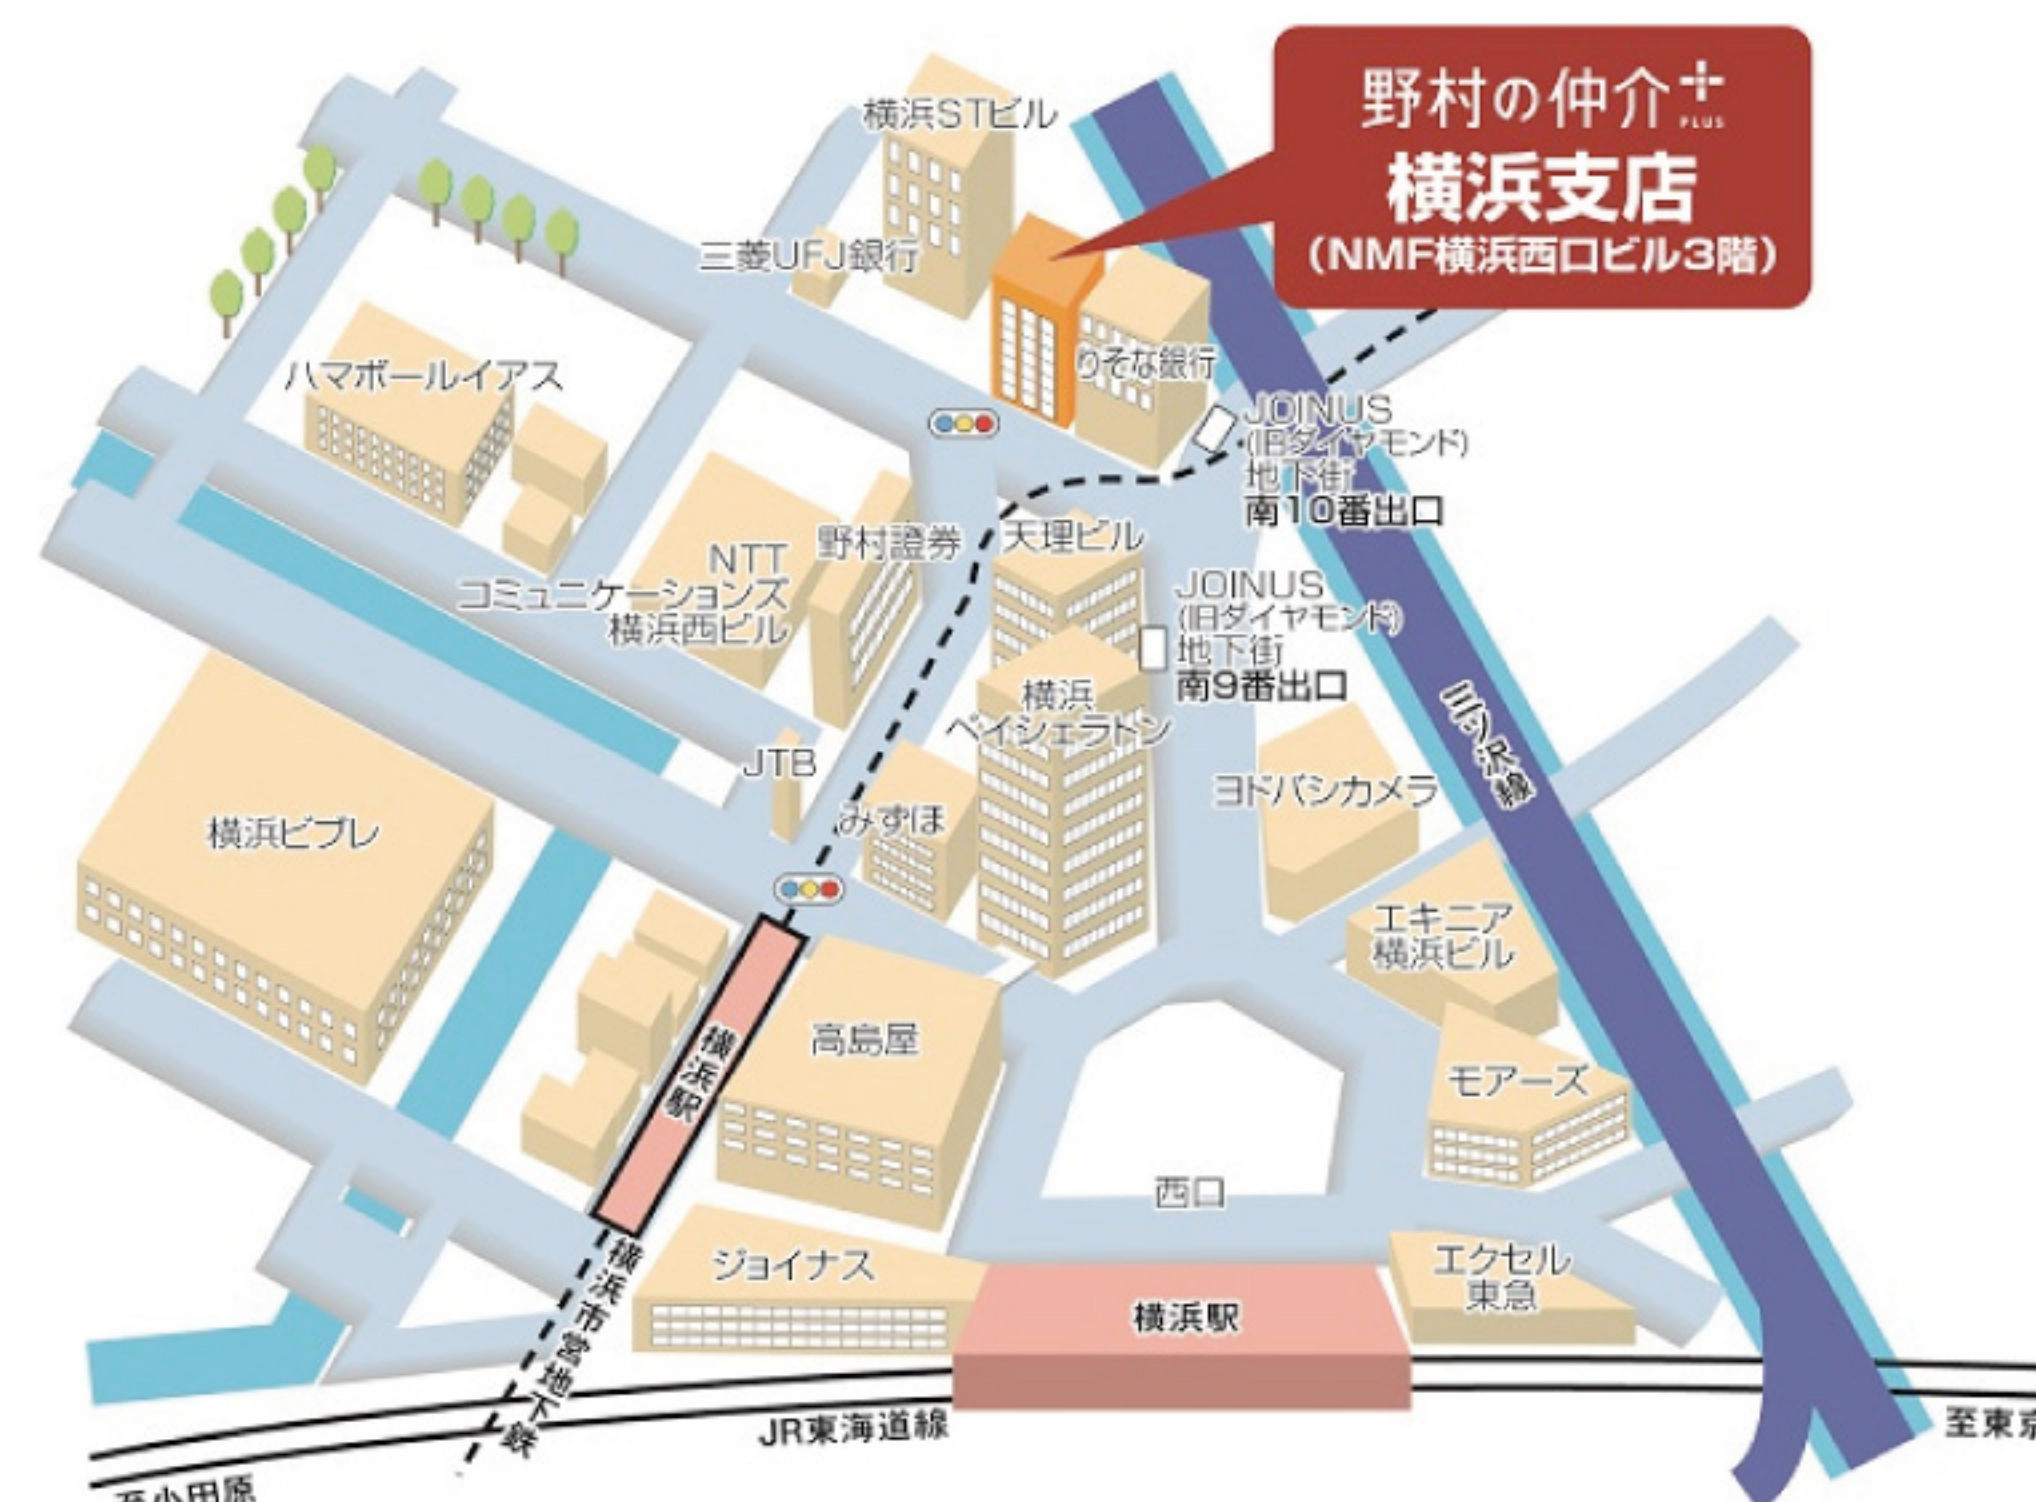 野村の仲介+
PLUS
横浜支店
(NMF横浜西口ビル3階)
横浜STビル
三菱UFJ銀行
りそな銀行
ハマボールイアス
JOINUS
(旧ダイヤモンド)
地下街
南10番出口
NTT
コミュニケーションズ
横浜西ビル
野村證券
天理ビル
JOINUS
(旧ダイヤモンド)
地下街
南9番出口
横浜
ベイシェラトン
三ツ沢線
JTB
みずほ
ヨドバシカメラ
横浜ビブレ
エキニア
横浜ビル
横浜駅
高島屋
モアーズ
西口
横浜市営地下鉄
ジョイナス
横浜駅
エクセル
東急
JR東海道線
至東京
至小田原